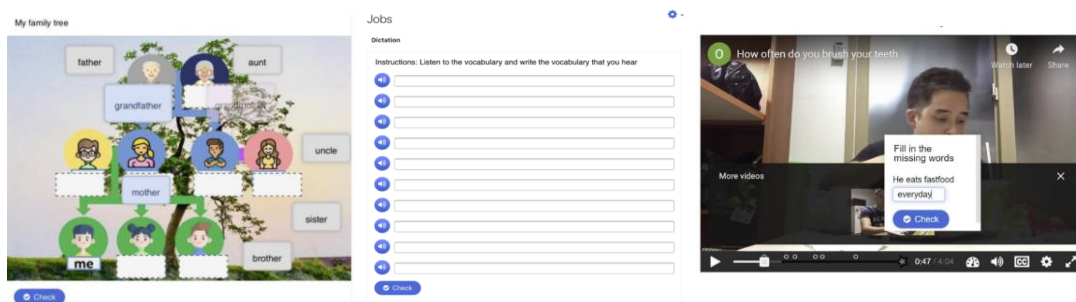 My family tree
father
aunt
grandfather
grandmother
uncle
mother
sister
brother
me
Check
Jobs
Dictation
Instructions: Listen to the vocabulary and write the vocabulary that you hear
Check
O
How often do you brush your teeth
Watch later
Share
Fill in the
missing words
He eats fastfood
everyday
Check
More videos
0:47 / 4:04
CC